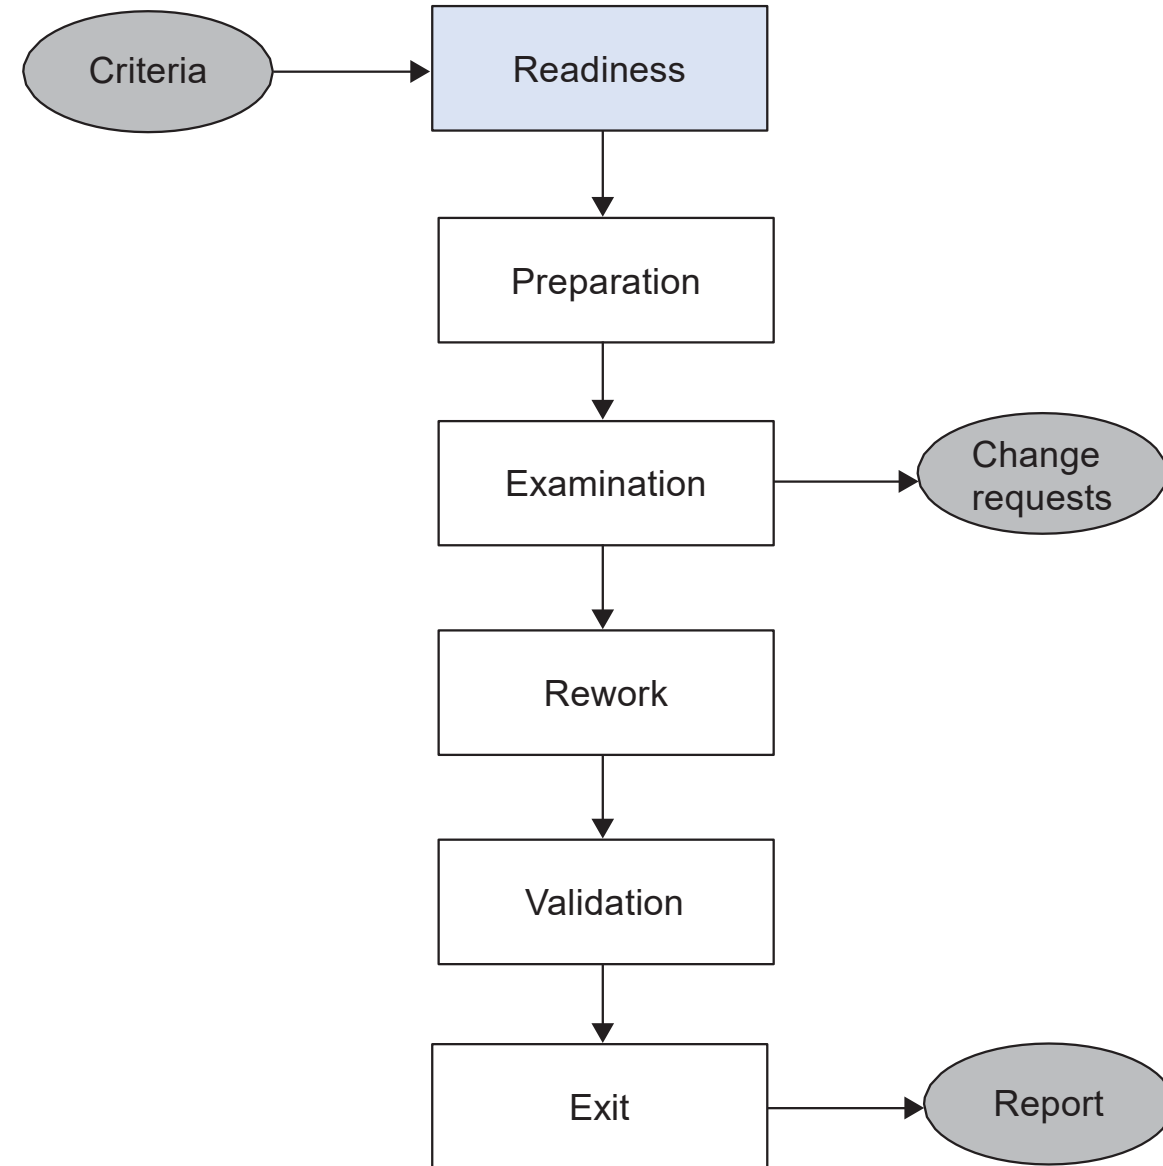 Criteria
Readiness
Preparation
Examination
Change
requests
Rework
Validation
Exit
Report